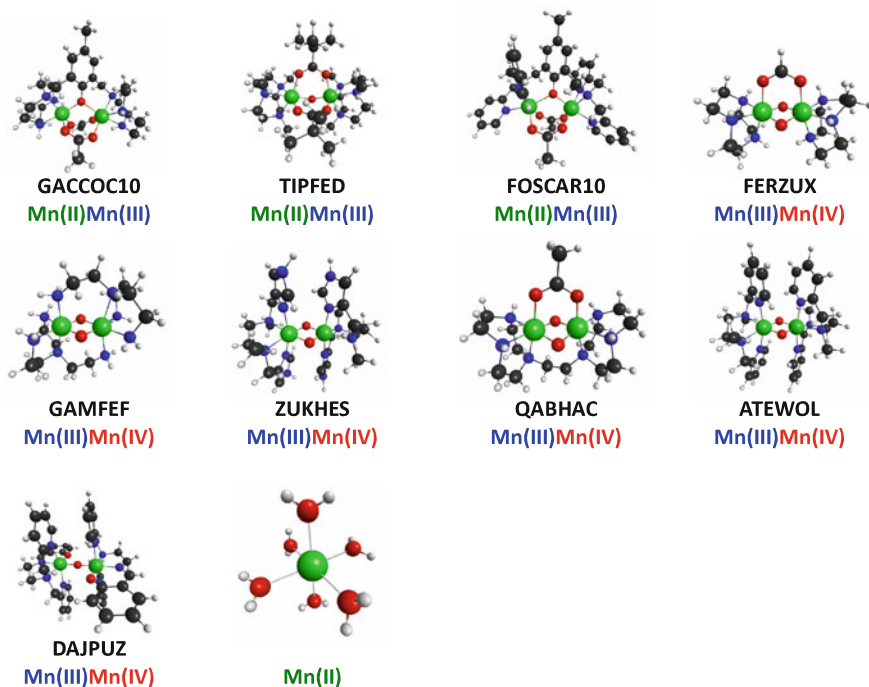 GACCOC10 TIPFED FOSCAR10 FERZUX
Mn(II)Mn(III) Mn(II)Mn(III) Mn(II)Mn(III) Mn(III)Mn(IV)
GAMFEF ZUKHES QABHAC ATEWOL
Mn(III)Mn(IV) Mn(III)Mn(IV) Mn(III)Mn(IV) Mn(III)Mn(IV)
DAJPUZ
Mn(III)Mn(IV) Mn(II)